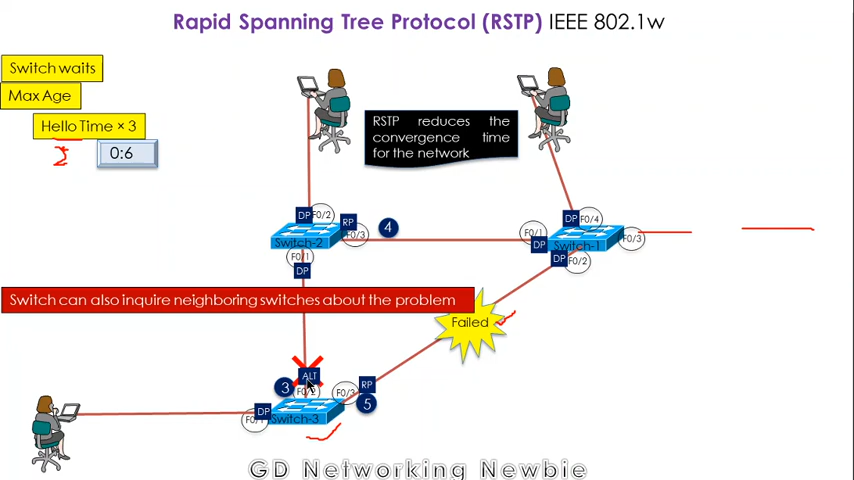 Rapid Spanning Tree Protocol (RSTP) IEEE 802.1w
Switch waits
Max Age
Hello Time × 3
2
0:6
RSTP reduces the
convergence time
for the network
DP
F0/2
RP
F0/3
4
Switch-2
F0/1
DP
DP
F0/4
F0/1
DP
Switch-1
F0/3
DP
F0/2
Switch can also inquire neighboring switches about the problem
Failed
ALT
3
F0/2
F0/3
RP
5
DP
F0/1
Switch-3
GD Networking Newbie